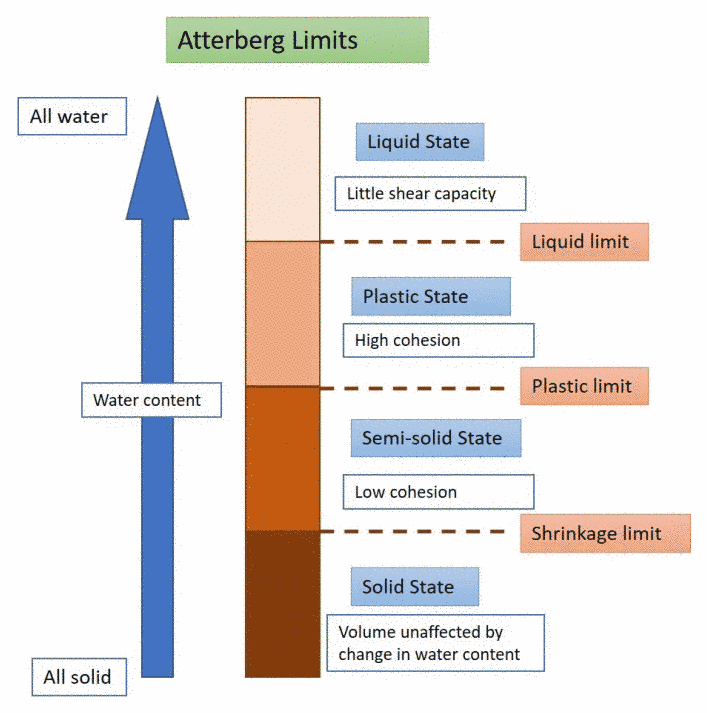 Atterberg Limits
All water
Liquid State
Little shear capacity
Liquid limit
Plastic State
High cohesion
Plastic limit
Water content
Semi-solid State
Low cohesion
Shrinkage limit
Solid State
Volume unaffected by
change in water content
All solid